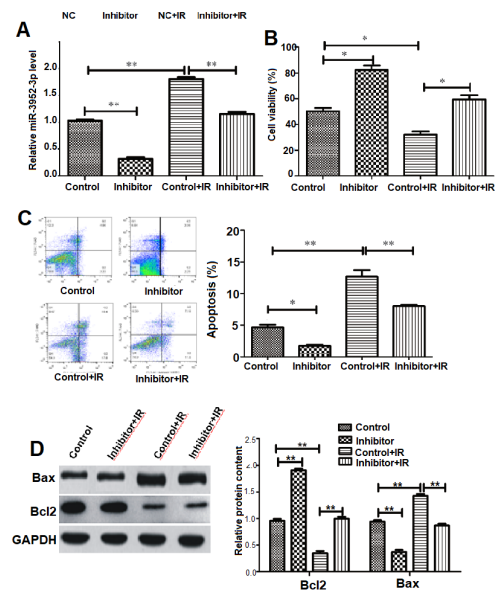 NC Inhibitor NC+IR Inhibitor+IR
A
Relative miR-3952-3p level
2.0
1.5
1.0
0.5
0.0
**
**
**
Control Inhibitor Control+IR Inhibitor+IR
B
Cell viability (%)
100
80
60
40
20
0
*
*
*
*
Control Inhibitor Control+IR Inhibitor+IR
C
Control Inhibitor
Control+IR Inhibitor+IR
Apoptosis (%)
20
15
10
5
0
*
**
**
Control Inhibitor Control+IR Inhibitor+IR
D
Control Inhibitor+IR Control+IR Inhibitor+IR
Bax
Bcl2
GAPDH
Control
Inhibitor
Control+IR
Inhibitor+IR
Relative protein content
2.5
2.0
1.5
1.0
0.5
0.0
**
**
**
**
**
**
Bcl2 Bax